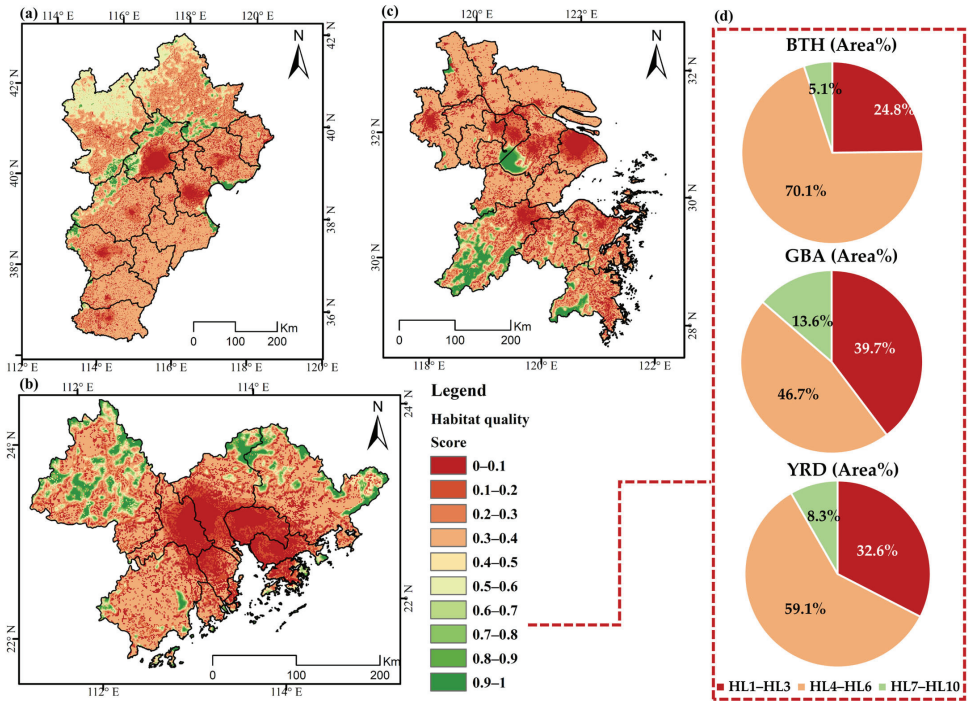 (a)
114° E
116° E
118° E
120° E
N
42° N
40° N
38° N
36° N
42° N
40° N
38° N
0
100
200
Km
112° E
114° E
116° E
118° E
120° E
(c)
120° E
122° E
N
32° N
30° N
28° N
32° N
30° N
0
100
200
Km
118° E
120° E
122° E
(b)
112° E
114° E
N
24° N
22° N
24° N
22° N
0
100
200
Km
112° E
114° E
Legend
Habitat quality
Score
0–0.1
0.1–0.2
0.2–0.3
0.3–0.4
0.4–0.5
0.5–0.6
0.6–0.7
0.7–0.8
0.8–0.9
0.9–1
(d)
BTH (Area%)
5.1%
24.8%
70.1%
GBA (Area%)
13.6%
39.7%
46.7%
YRD (Area%)
8.3%
32.6%
59.1%
HL1–HL3 HL4–HL6 HL7–HL10